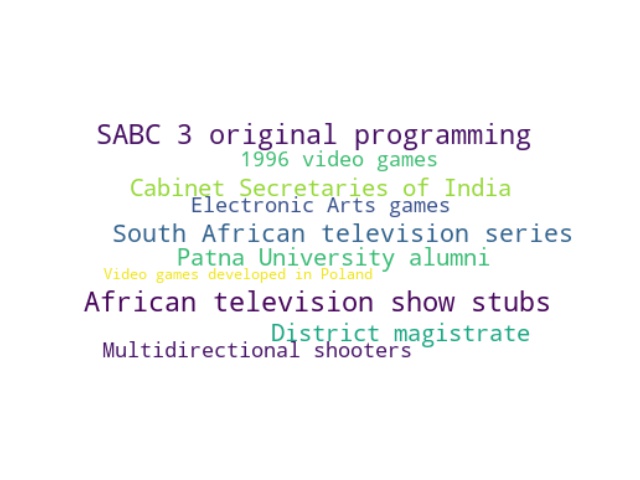 SABC 3 original programming
1996 video games
Cabinet Secretaries of India
Electronic Arts games
South African television series
Patna University alumni
Video games developed in Poland
African television show stubs
District magistrate
Multidirectional shooters